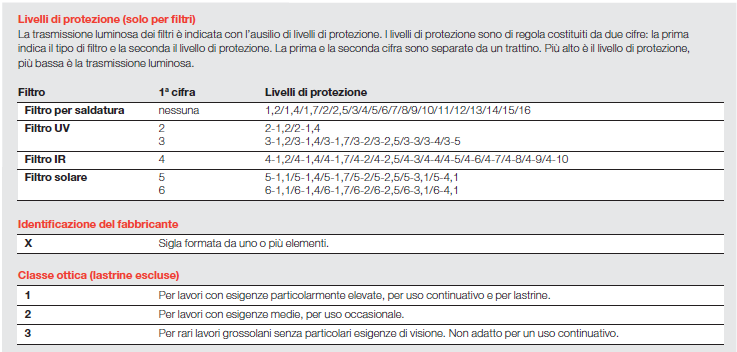 Livelli di protezione (solo per filtri)
La trasmissione luminosa dei filtri è indicata con l'ausilio di livelli di protezione. I livelli di protezione sono di regola costituiti da due cifre: la prima
indica il tipo di filtro e la seconda il livello di protezione. La prima e la seconda cifra sono separate da un trattino. Più alto è il livello di protezione,
più bassa è la trasmissione luminosa.
Filtro 1ª cifra Livelli di protezione
Filtro per saldatura nessuna 1,2/1,4/1,7/2/2,5/3/4/5/6/7/8/9/10/11/12/13/14/15/16
Filtro UV 2 2-1,2/2-1,4
3 3-1,2/3-1,4/3-1,7/3-2/3-2,5/3-3/3-4/3-5
Filtro IR 4 4-1,2/4-1,4/4-1,7/4-2/4-2,5/4-3/4-4/4-5/4-6/4-7/4-8/4-9/4-10
Filtro solare 5 5-1,1/5-1,4/5-1,7/5-2/5-2,5/5-3,1/5-4,1
6 6-1,1/6-1,4/6-1,7/6-2/6-2,5/6-3,1/6-4,1
Identificazione del fabbricante
X Sigla formata da uno o più elementi.
Classe ottica (lastrine escluse)
1 Per lavori con esigenze particolarmente elevate, per uso continuativo e per lastrine.
2 Per lavori con esigenze medie, per uso occasionale.
3 Per rari lavori grossolani senza particolari esigenze di visione. Non adatto per un uso continuativo.